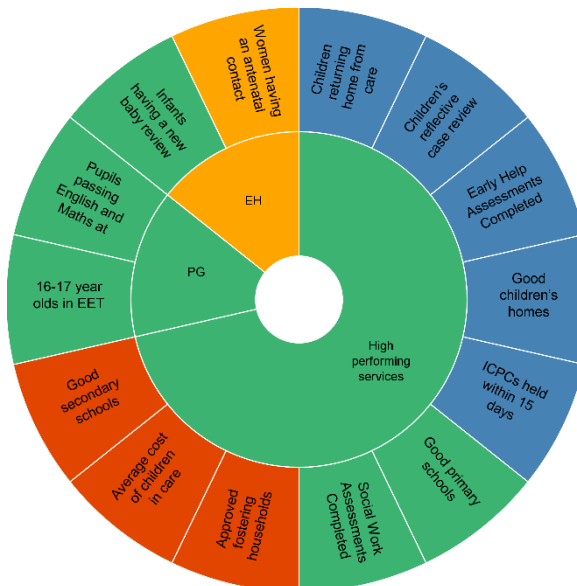 Children
returning
home from
care
Children's
reflective
case review
Early Help
Assessments
Completed
Good
children's
homes
ICPCs held
within 15
days
Good primary
schools
Social Work
Assessments
Completed
Approved
fostering
households
Average cost
of children
in care
Good
secondary
schools
16-17 year
olds in EET
Pupils
passing
English and
Maths at
Infants
having a new
baby review
Women having
an antenatal
contact
EH
PG
High
performing
services